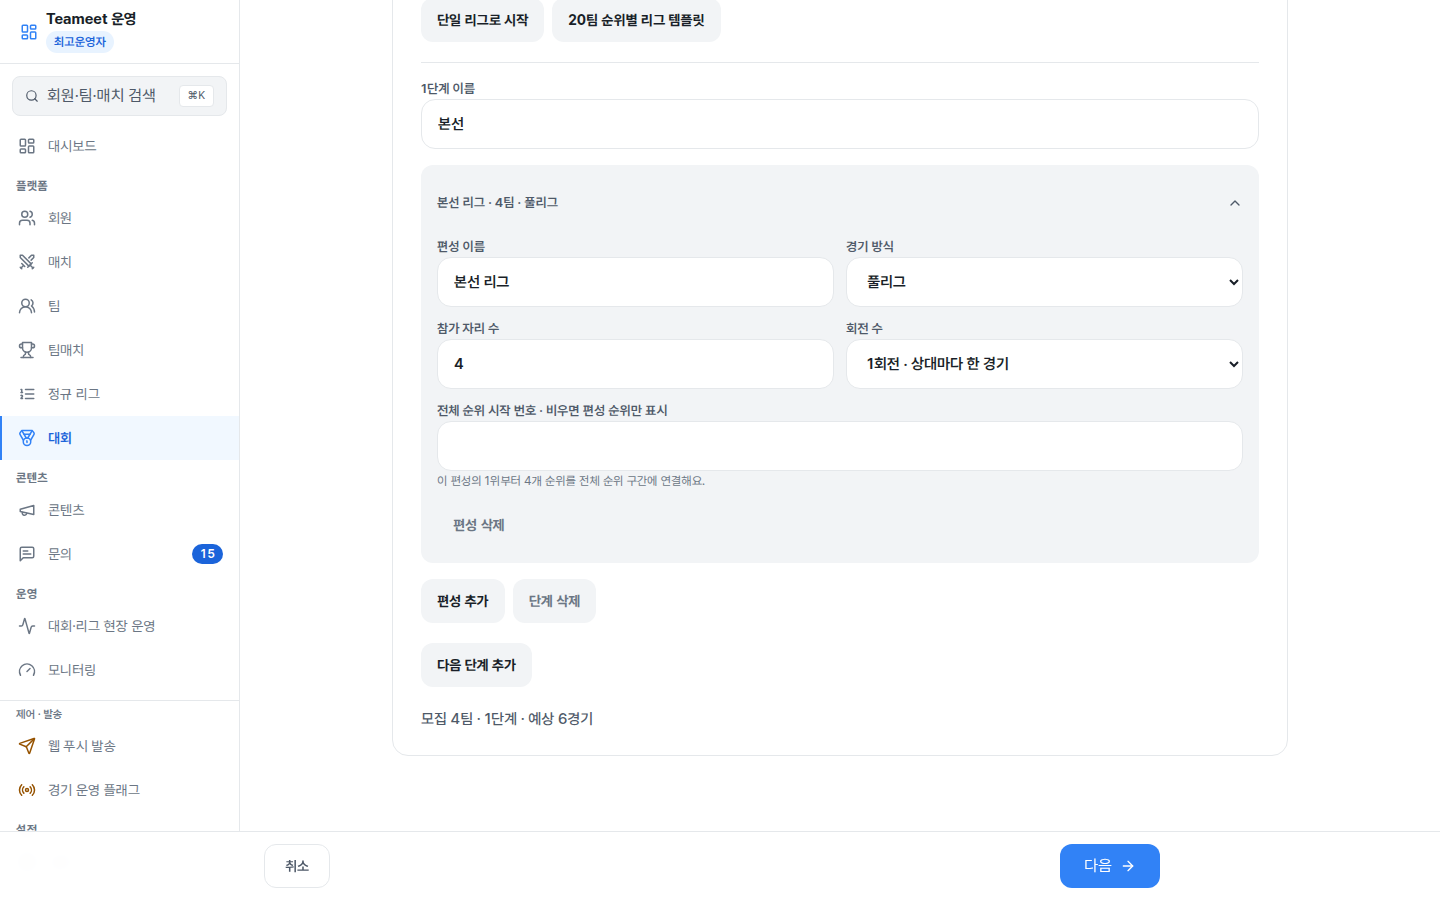 Teameet 운영
최고운영자
회원·팀·매치 검색 ⌘K
대시보드
플랫폼
회원
매치
팀
팀매치
정규 리그
대회
콘텐츠
콘텐츠
문의 15
운영
대회·리그 현장 운영
모니터링
제어 · 발송
웹 푸시 발송
경기 운영 플래그
설정
단일 리그로 시작 20팀 순위별 리그 템플릿
1단계 이름
본선
본선 리그 · 4팀 · 풀리그
편성 이름 경기 방식
본선 리그 풀리그
참가 자리 수 회전 수
4 1회전 · 상대마다 한 경기
전체 순위 시작 번호 · 비우면 편성 순위만 표시
이 편성의 1위부터 4개 순위를 전체 순위 구간에 연결해요.
편성 삭제
편성 추가 단계 삭제
다음 단계 추가
모집 4팀 · 1단계 · 예상 6경기
취소 다음